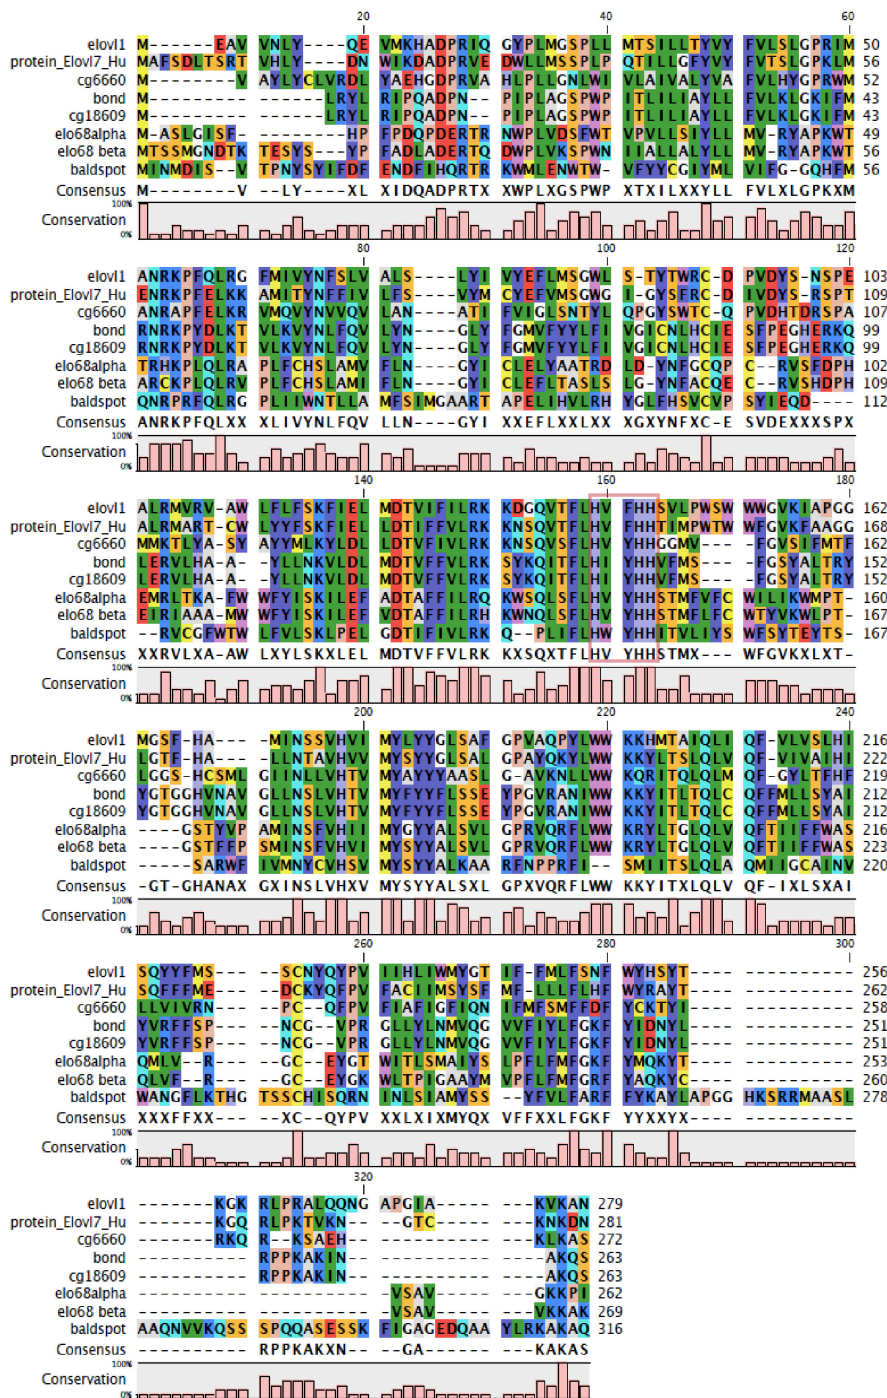 20 40 60
elovl1 M-------EAV VNLY----QE VMKHADPRIQ GYPLMGSPLL MTSILLTYVY FVLSLGPRIM 50
protein_Elovl7_Hu MAFSDLTSRT VHLY----DN WIKDADPRVE DWLLMSSPLP QTILLGFYVY FVTSLGPKLM 56
cg6660 M--------V AYLYCLVRDL YAEHGDPRVA HLPLLGNLWI VLAIVALYVA FVLHYGPRWM 52
bond M--------- ------LRYL RIPQADPN-- PIPLAGSPWP ITLILIAYLL FVLKLGKIFM 43
cg18609 M--------- ------LRYL RIPQADPN-- PIPLAGSPWP ITLILIAYLL FVLKLGKIFM 43
elo68alpha M-ASLGISF- --------HP FPDQPDERTR NWPLVDSFWT VPVLLSIYLL MV-RYAPKWT 49
elo68 beta MTSSMGNDTK TESYS---YP FADLADERTQ DWPLVKSPWN IIALLALYLL MV-RYAPKWT 56
baldspot MINMDIS--V TPNYSYIFDF ENDFIHQRTR KWMLENWTW- VFYYCGIYML VIFG-GQHFM 56
Consensus M--------V --LY----XL XIDQADPRTX XWPLXGSPWP XTXILXXYLL FVLXLGPKXM
100%
Conservation
0%
80 100 120
elovl1 ANRKPFQLRG FMIVYNFSLV ALS----LYI VYEFLMSGWL S-TYTWRC-D PVDYS-NSPE 103
protein_Elovl7_Hu ENRKPFELKK AMITYNFFIV LFS----VYM CYEFVMSGWG I-GYSFRC-D IVDYS-RSPT 109
cg6660 ANRAPFELKR VMQVYNVVQV LAN----ATI FVIGLSNTYL QPGYSWTC-Q PVDHTDRSPA 107
bond RNRKPYDLKT VLKVYNLFQV LYN----GLY FGMVFYYLFI VGICNLHCIE SFPEGHERKQ 99
cg18609 RNRKPYDLKT VLKVYNLFQV LYN----GLY FGMVFYYLFI VGICNLHCIE SFPEGHERKQ 99
elo68alpha TRHKPLQLRA PLFCHSLAMV FLN----GYI CLELYAATRD LD-YNFGCQP C--RVSFDPH 102
elo68 beta ARCKPLQLRV PLFCHSLAMI FLN----GYI CLEFLTASLS LG-YNFACQE C--RVSHDPH 109
baldspot QNRPRFQLRG PLIIWNTLLA MFSIMGAART APELIHVLRH YGLFHSVCVP SYIEQD---- 112
Consensus ANRKPFQLXX XLIVYNLFQV LLN----GYI XXEFLXXLXX XGXYNFXC-E SVDEXXXSPX
100%
Conservation
0%
140 160 180
elovl1 ALRMVRV-AW LFLFSKFIEL MDTVIFILRK KDGQVTFLHV FHHSVLPWSW WWGVKIAPGG 162
protein_Elovl7_Hu ALRMART-CW LYYFSKFIEL LDTIFFVLRK KNSQVTFLHV FHHTIMPWTW WFGVKFAAGG 168
cg6660 MMKTLYA-SY AYYMLKYLDL LDTIFIVLRK KNSQVSFLHV YHHGGMV--- -FGVSIFMTF 162
bond LERVLHA-A- YLLNKVLDLMDTVFFVLRK SYKQITFLHI YHHVFMS--- -FGSYALTRY 152
cg18609 LERVLHA-A- YLLNKVLDLMDTVFFVLRK SYKQITFLHI YHHVFMS--- -FGSYALTRY 152
elo68alpha EMRLTKA-FW WFYISKILEF ADTAFFILRQ KWSQLSFLHV YHHSTMFVFC WILIKWMPT- 160
elo68 beta EIRIAAA-MW WFYISKILEF VDTAFFILRH KWNQLSFLHV YHHSTMFLFC WTYVKWLPT- 167
baldspot --RVCGFWTW LFVLSKLPEL GDTIFIVLRK Q--PLIFLHW YHHITVLIYS WFSYTEYTS- 167
Consensus XXRVLXA-AW LXYLSKLLEL MDTVFFVLRK KXSQXTFLHV YHHSTMX--- WFGVKXLXT-
100%
Conservation
0%
200 220 240
elovl1 MGSF-HA--- -MINSSVHVI MYLYYGLSAF GPVAQPYLWW KKHMTAIQLI QF-VLVSLHI 216
protein_Elovl7_Hu LGTF-HA--- -LLNTAVHVV MYSYYGLSAL GPAYQKYLWW KKYLTSLQLV QF-VIVAIHI 222
cg6660 LGGS-HCSML GIINLLVHTV MYAYYYAASL G-AVKNLLWW KQRITQLQLM QF-GYLTFHF 219
bond YGTGGHVNAV GLLNSLVHTV MYFYYFLSSE YPGVRANIWW KKYITLTQLC QFFMLLSYAI 212
cg18609 YGTGGHVNAV GLLNSLVHTV MYFYYFLSSE YPGVRANIWW KKYITLTQLC QFFMLLSYAI 212
elo68alpha ----GSTYVP AMINSFVHII MYGYYALSVL GPRVQRFLWW KRYLTGLQLV QFTIIFFWAS 216
elo68 beta ----GSTFFP SMINSFVHVI MYSYYALSVL GPRVQRFLWW KRYLTGLQLV QFTIIFFWAS 223
baldspot -----SARWF IVMNYCVHSV MYSYYALKAA RFNPPRFI-- SMIITSLQLA QMIIGCAINV 220
Consensus -GT-GHANAX GXINSLVHXV MYSYYALSXL GPXVQRFLWW KKYITXLQLV QF-IXLSXAI
100%
Conservation
0%
260 280 300
elovl1 SQYYFMS--- --SCNYQYPV IIHLIWMYGT IF-FMLFSNF WYHSYT---- ---------- 256
protein_Elovl7_Hu SQFFFME--- --DCKYQFPV FACIIMSYSF MF-LLLFLHF WYRAYT---- ---------- 262
cg6660 LLVIVRN--- --PC--QFPV FIAFIGFIQN IFMFSMFFDF YCKTYI---- ---------- 258
bond YVRFFSP--- --NCG--VPR GLLYLNMVQG VVFIYLFGKF YIDNYL---- ---------- 251
cg18609 YVRFFSP--- --NCG--VPR GLLYLNMVQG VVFIYLFGKF YIDNYL---- ---------- 251
elo68alpha QMLV--R--- --GC--EYGT WITLSMAIYS LPFLFMFGKF YMQKYT---- ---------- 253
elo68 beta QLVF--R--- --GC--EYGK WLTPIGAAYM VPFLFMFGRF YAQKYC---- ---------- 260
baldspot WANGFLKTHG TSSCHISQRN INLSIAMYSS --YFVLFARF FYKAYLAPGG HKSRRMAASL 278
Consensus XXXFFXX--- --XC--QYPV XXLXIXMYQX VFFXXLFGKF YYXXYX---- ----------
100%
Conservation
0%
320
elovl1 -------KGK RLPRALQQNG APGIA----- -KVKAN 279
protein_Elovl7_Hu -------KGQ RLPKTVKN-- --GTC----- -KNKDN 281
cg6660 -------RKQ R--KSAEH-- ---------- -KLKAS 272
bond ---------- RPPKAKIN-- ---------- --AKQS 263
cg18609 ---------- RPPKAKIN-- ---------- --AKQS 263
elo68alpha ---------- ---------- -VSAV----- -GKKPI 262
elo68 beta ---------- ---------- -VSAV----- -VKKAK 269
baldspot AAQNVVKQSS SPQQASESSK FIGAGEDQAA YLRKAKAQ 316
Consensus ---------- RPPKAKXN-- --GA------ -KAKAS
100%
Conservation
0%